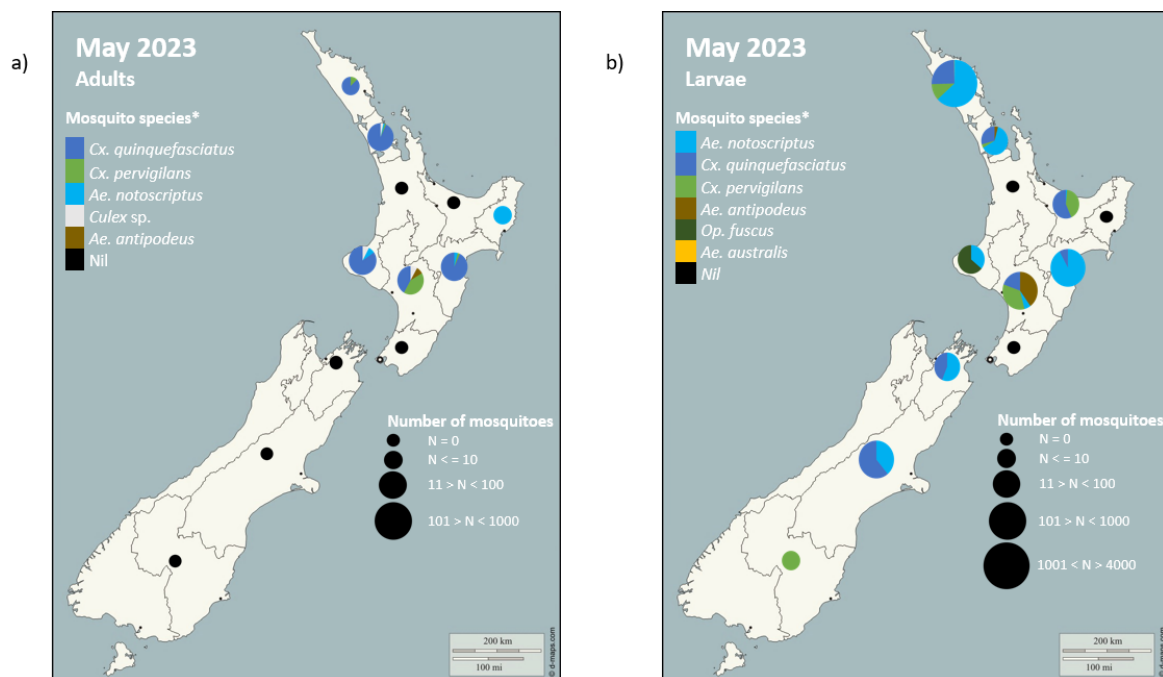 a)
May 2023
Adults
Mosquito species*
Cx. quinquefasciatus
Cx. pervigilans
Ae. notoscriptus
Culex sp.
Ae. antipodeus
Nil
Number of mosquitoes
N = 0
N < = 10
11 > N < 100
101 > N < 1000
200 km
100 mi
© d-maps.com
b)
May 2023
Larvae
Mosquito species*
Ae. notoscriptus
Cx. quinquefasciatus
Cx. pervigilans
Ae. antipodeus
Op. fuscus
Ae. australis
Nil
Number of mosquitoes
N = 0
N < = 10
11 > N < 100
101 > N < 1000
1001 < N > 4000
200 km
100 mi
© d-maps.com